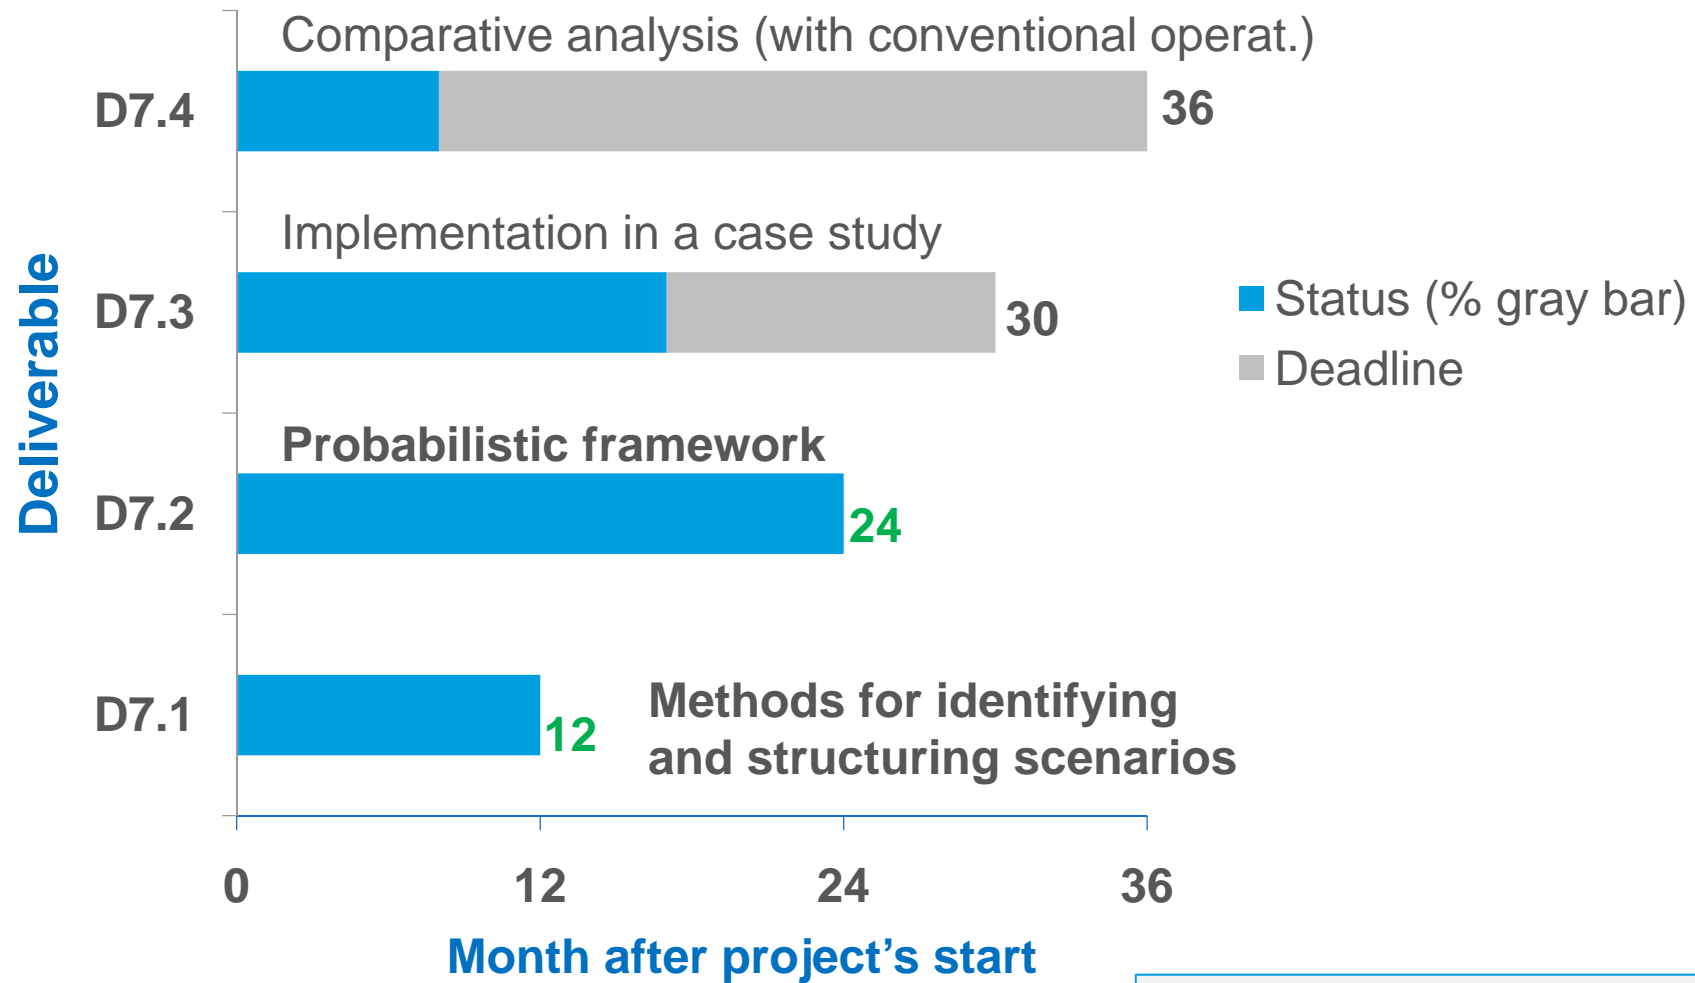 Comparative analysis (with conventional operat.)
D7.4
36
Implementation in a case study
D7.3
30
Status (% gray bar)
Deadline
Deliverable
Probabilistic framework
D7.2
24
D7.1
12
Methods for identifying
and structuring scenarios
0 12 24 36
Month after project's start